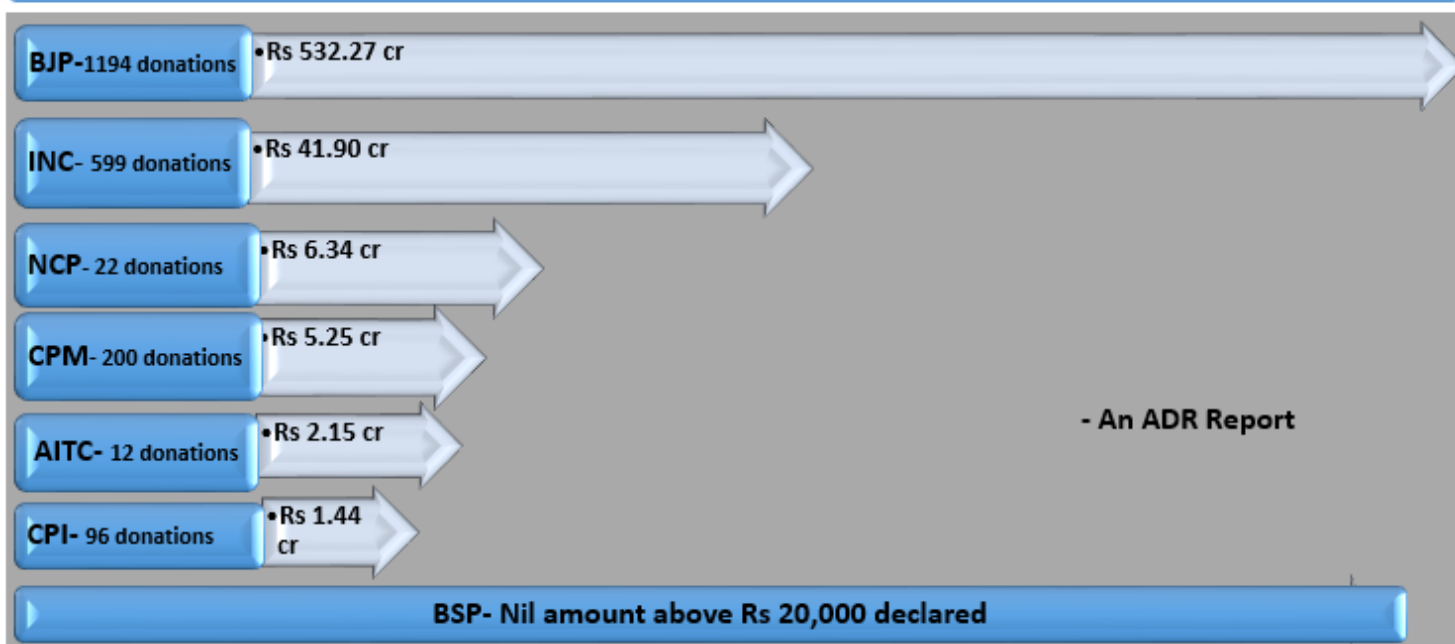 BJP-1194 donations
•Rs 532.27 cr
INC- 599 donations
•Rs 41.90 cr
NCP- 22 donations
•Rs 6.34 cr
CPM- 200 donations
•Rs 5.25 cr
- An ADR Report
AITC- 12 donations
•Rs 2.15 cr
CPI- 96 donations
•Rs 1.44
cr
BSP- Nil amount above Rs 20,000 declared